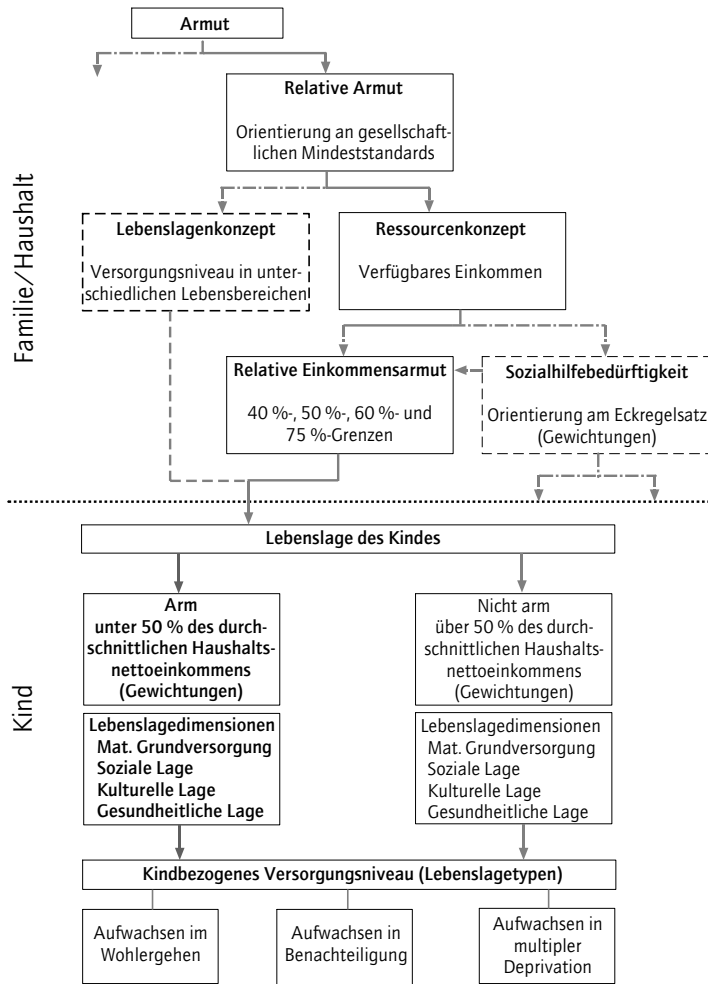 Armut
Relative Armut
Orientierung an gesellschaft-
lichen Mindeststandards
Familie/Haushalt
Lebenslagenkonzept
Versorgungsniveau in unter-
schiedlichen Lebensbereichen
Ressourcenkonzept
Verfügbares Einkommen
Relative Einkommensarmut
40 %-, 50 %-, 60 %- und
75 %-Grenzen
Sozialhilfebedürftigkeit
Orientierung am Eckregelsatz
(Gewichtungen)
Kind
Lebenslage des Kindes
Arm
unter 50 % des durch-
schnittlichen Haushalts-
nettoeinkommens
(Gewichtungen)
Nicht arm
über 50 % des durch-
schnittlichen Haushalts-
nettoeinkommens
(Gewichtungen)
Lebenslagedimensionen
Mat. Grundversorgung
Soziale Lage
Kulturelle Lage
Gesundheitliche Lage
Lebenslagedimensionen
Mat. Grundversorgung
Soziale Lage
Kulturelle Lage
Gesundheitliche Lage
Kindbezogenes Versorgungsniveau (Lebenslagetypen)
Aufwachsen im
Wohlergehen
Aufwachsen in
Benachteiligung
Aufwachsen in
multipler
Deprivation